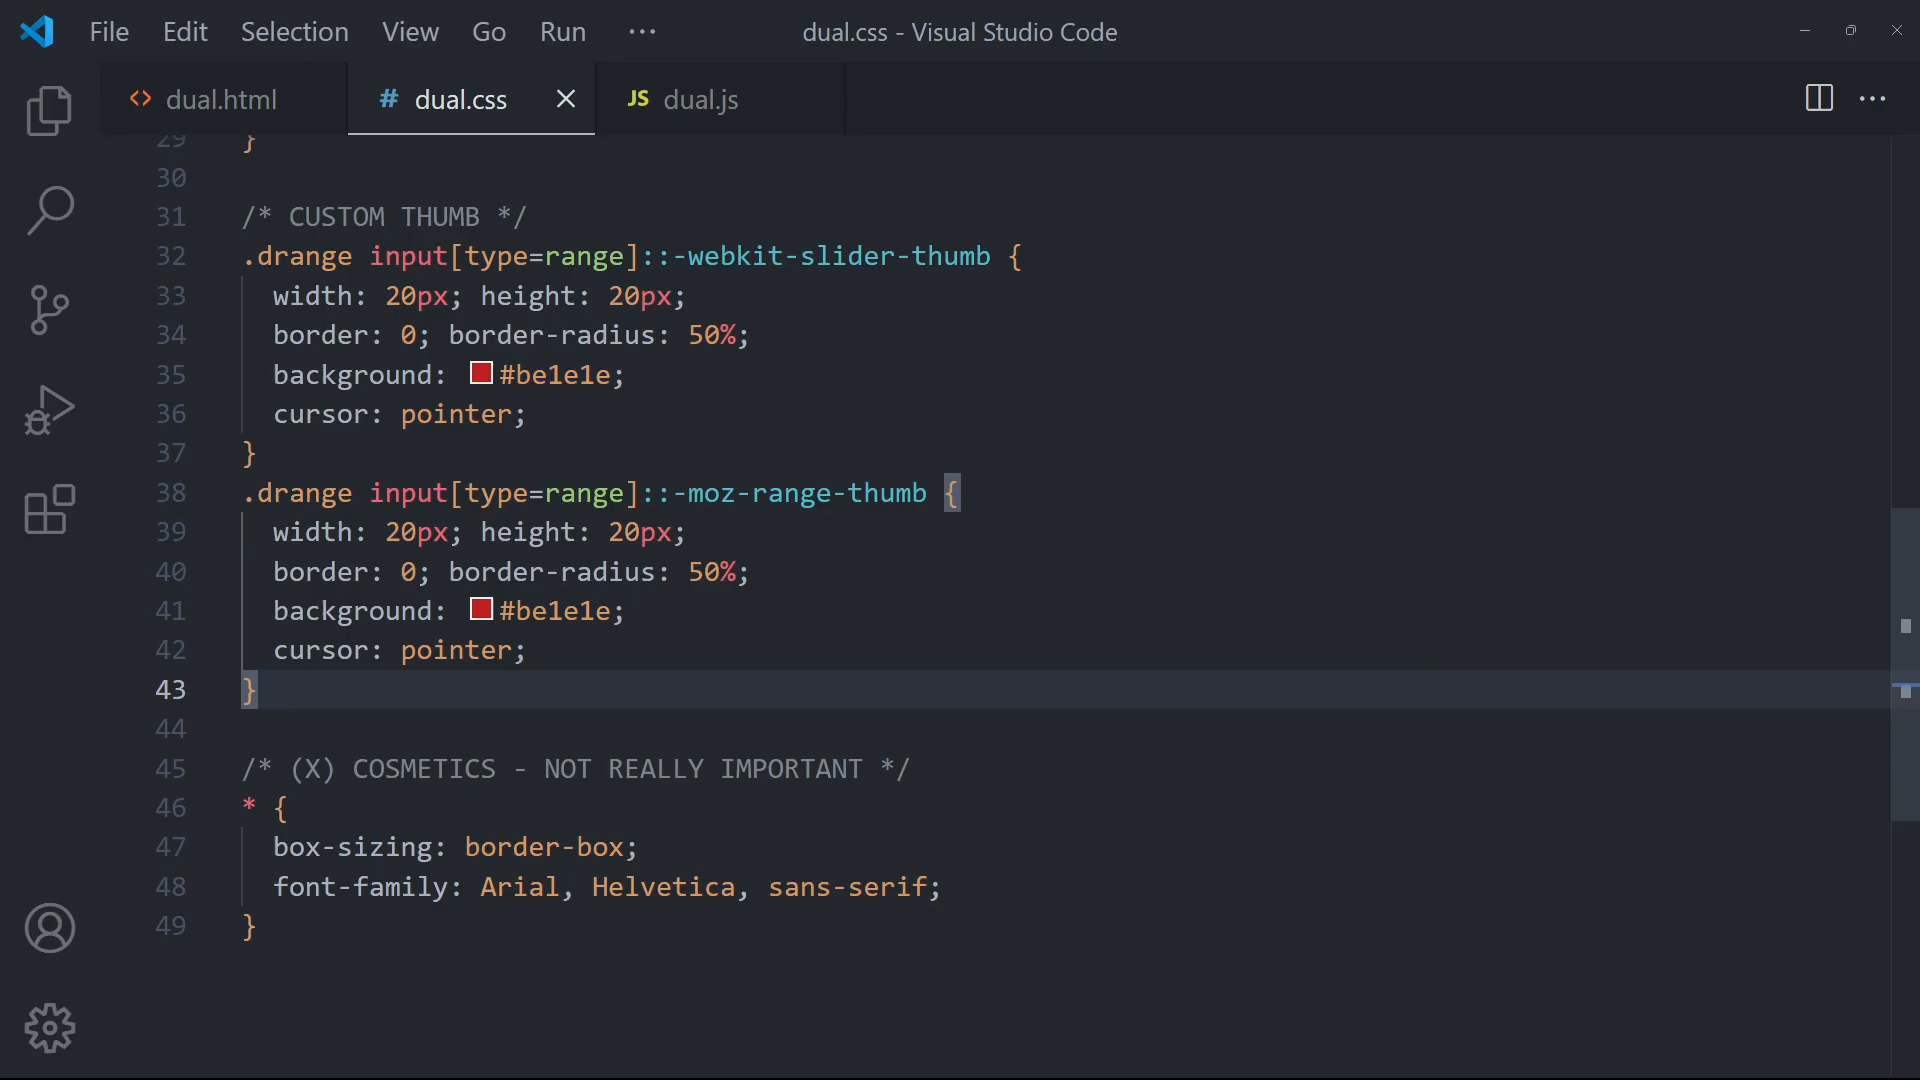 File Edit Selection View Go Run ··· dual.css - Visual Studio Code
<> dual.html # dual.css JS dual.js
29 }
30
31 /* CUSTOM THUMB */
32 .drange input[type=range]::-webkit-slider-thumb {
33 width: 20px; height: 20px;
34 border: 0; border-radius: 50%;
35 background: #be1e1e;
36 cursor: pointer;
37 }
38 .drange input[type=range]::-moz-range-thumb {
39 width: 20px; height: 20px;
40 border: 0; border-radius: 50%;
41 background: #be1e1e;
42 cursor: pointer;
43 }
44
45 /* (X) COSMETICS - NOT REALLY IMPORTANT */
46 * {
47 box-sizing: border-box;
48 font-family: Arial, Helvetica, sans-serif;
49 }